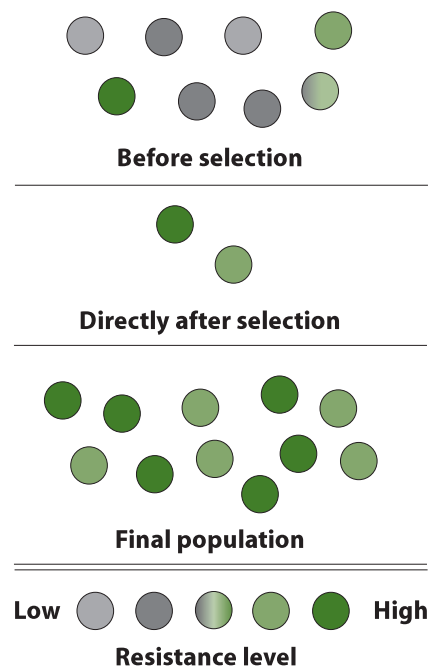 Before selection
Directly after selection
Final population
Low High
Resistance level